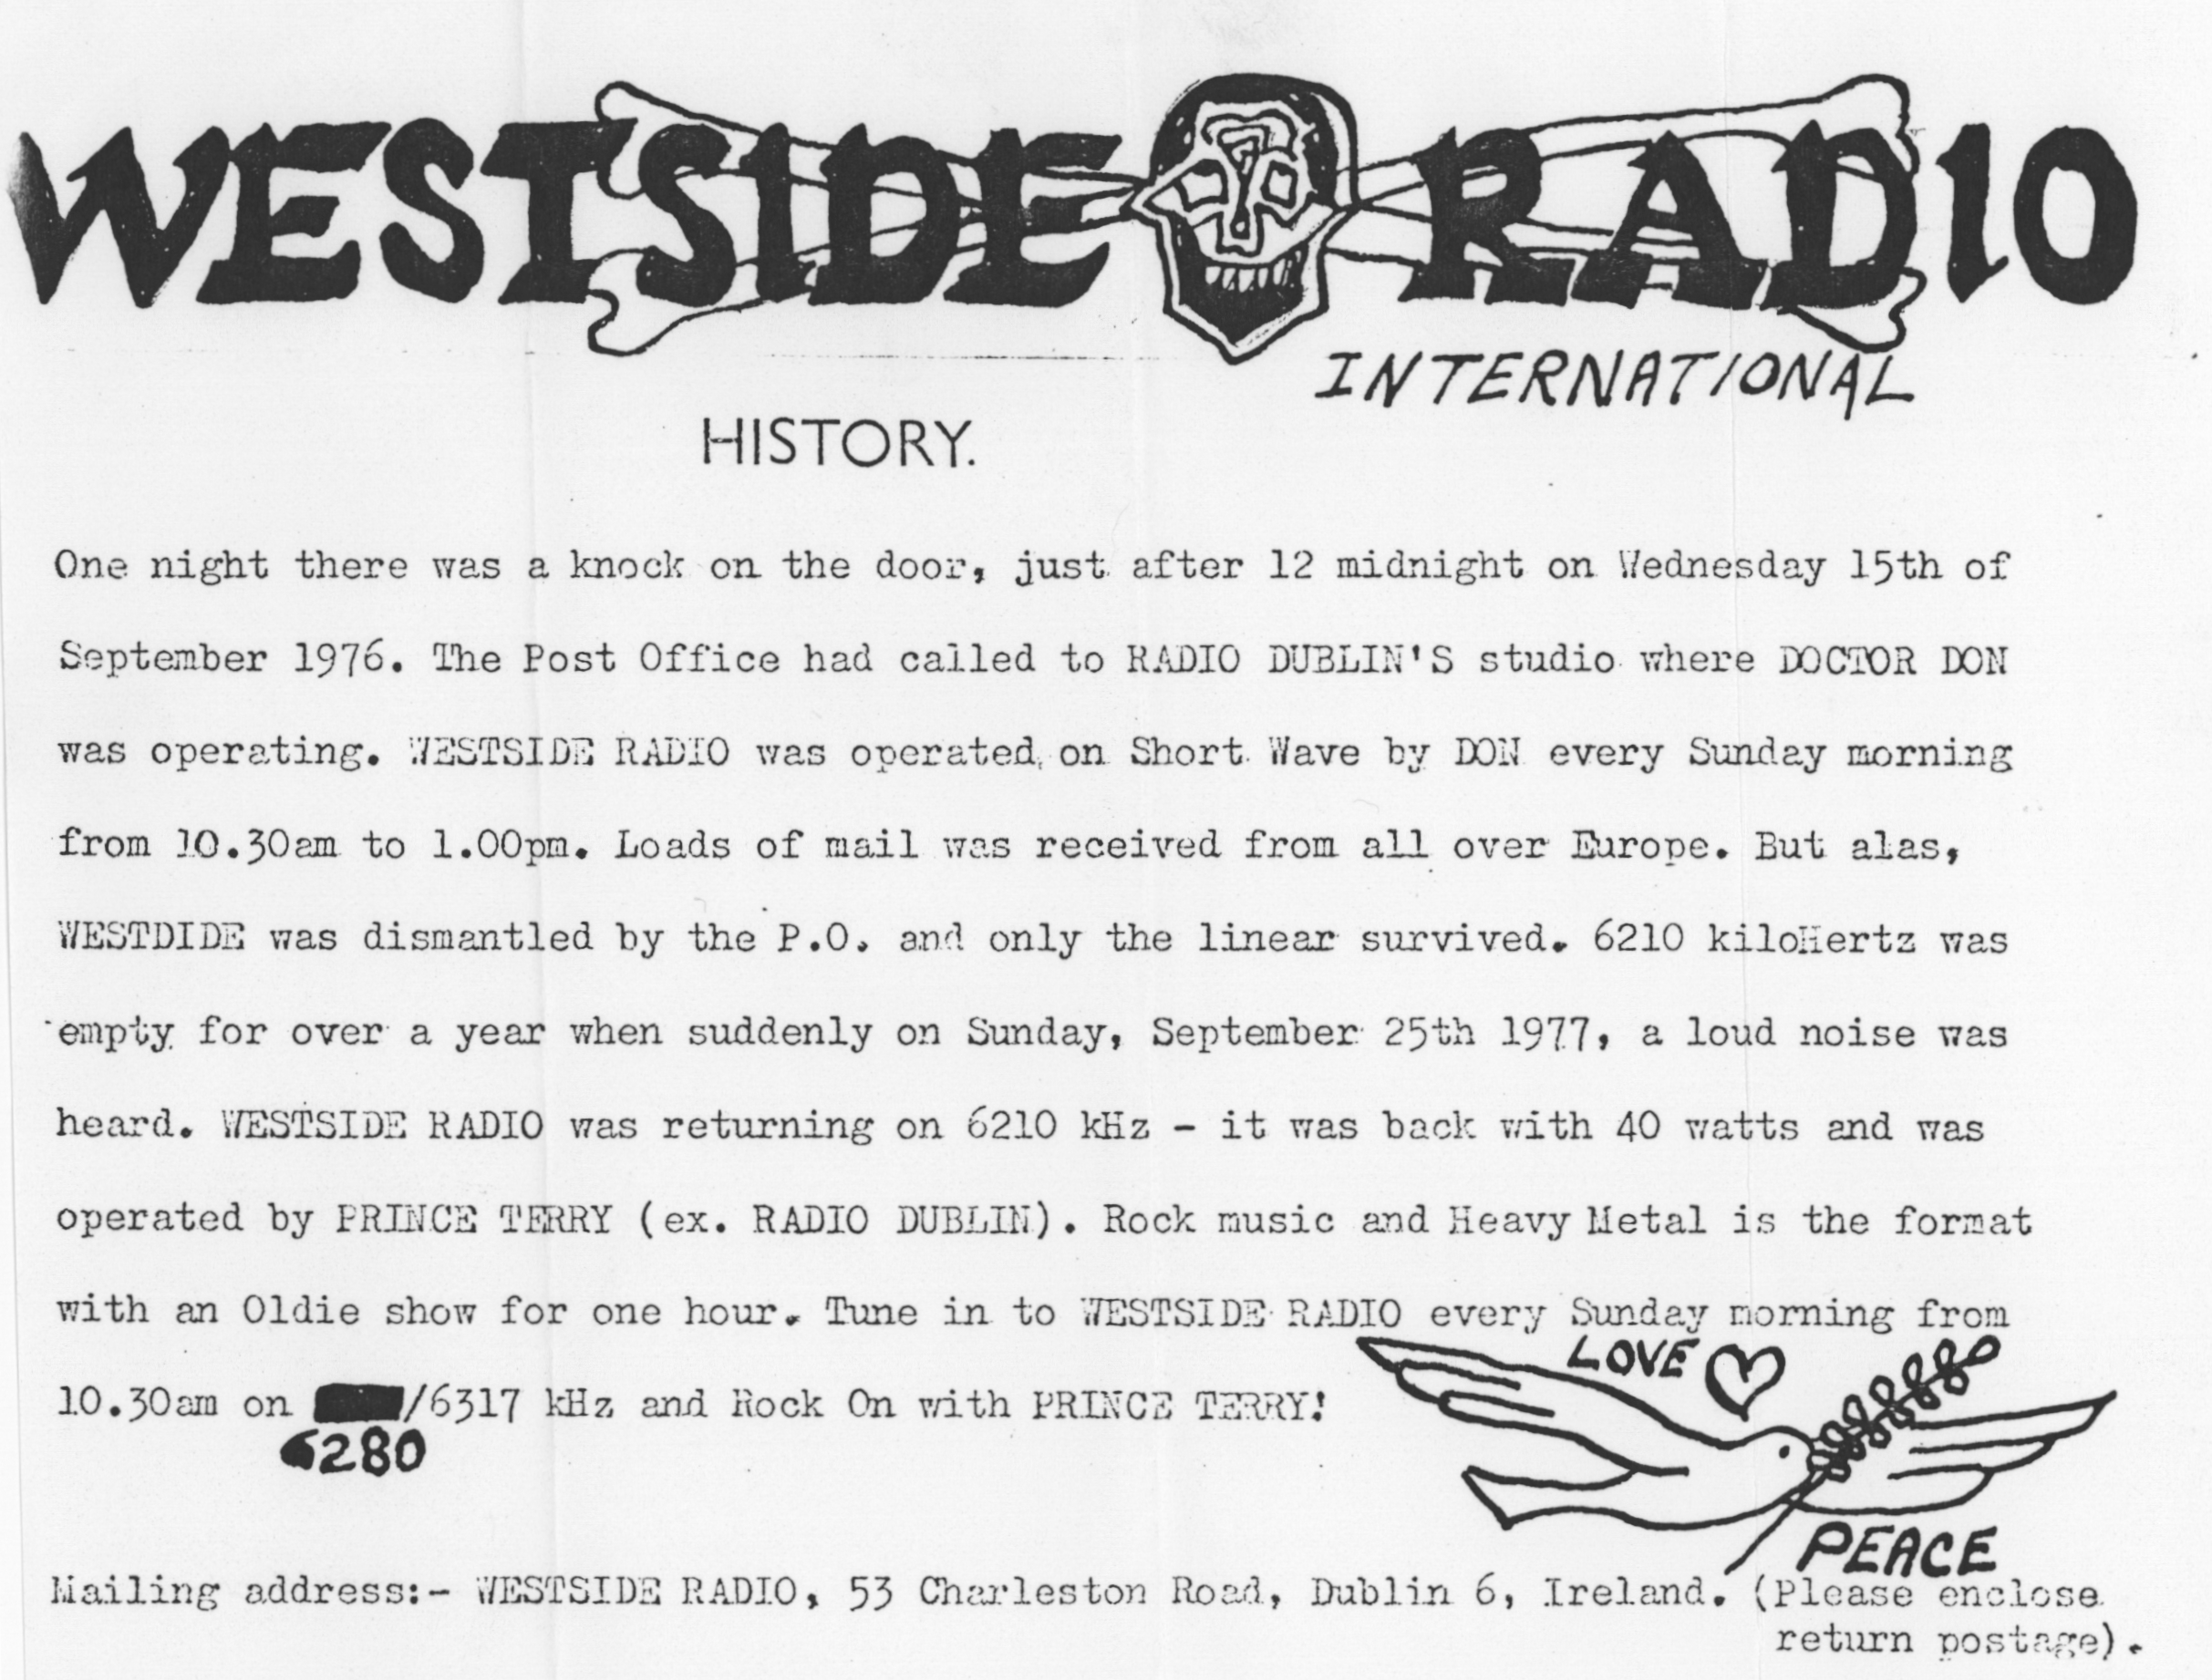 WESTSIDE RADIO
INTERNATIONAL
HISTORY.
One night there was a knock on the door, just after 12 midnight on Wednesday 15th of
September 1976. The Post Office had called to RADIO DUBLIN'S studio where DOCTOR DON
was operating. WESTSIDE RADIO was operated on Short Wave by DON every Sunday morning
from 10.30am to 1.00pm. Loads of mail was received from all over Europe. But alas,
WESTDIDE was dismantled by the P.O. and only the linear survived. 6210 kiloHertz was
empty for over a year when suddenly on Sunday, September 25th 1977, a loud noise was
heard. WESTSIDE RADIO was returning on 6210 kHz - it was back with 40 watts and was
operated by PRINCE TERRY (ex. RADIO DUBLIN). Rock music and Heavy Metal is the format
with an Oldie show for one hour. Tune in to WESTSIDE RADIO every Sunday morning from
LOVE
10.30am on /6317 kHz and Rock On with PRINCE TERRY!
6280
PEACE
Mailing address:- WESTSIDE RADIO, 53 Charleston Road, Dublin 6, Ireland. (Please enclose
return postage).